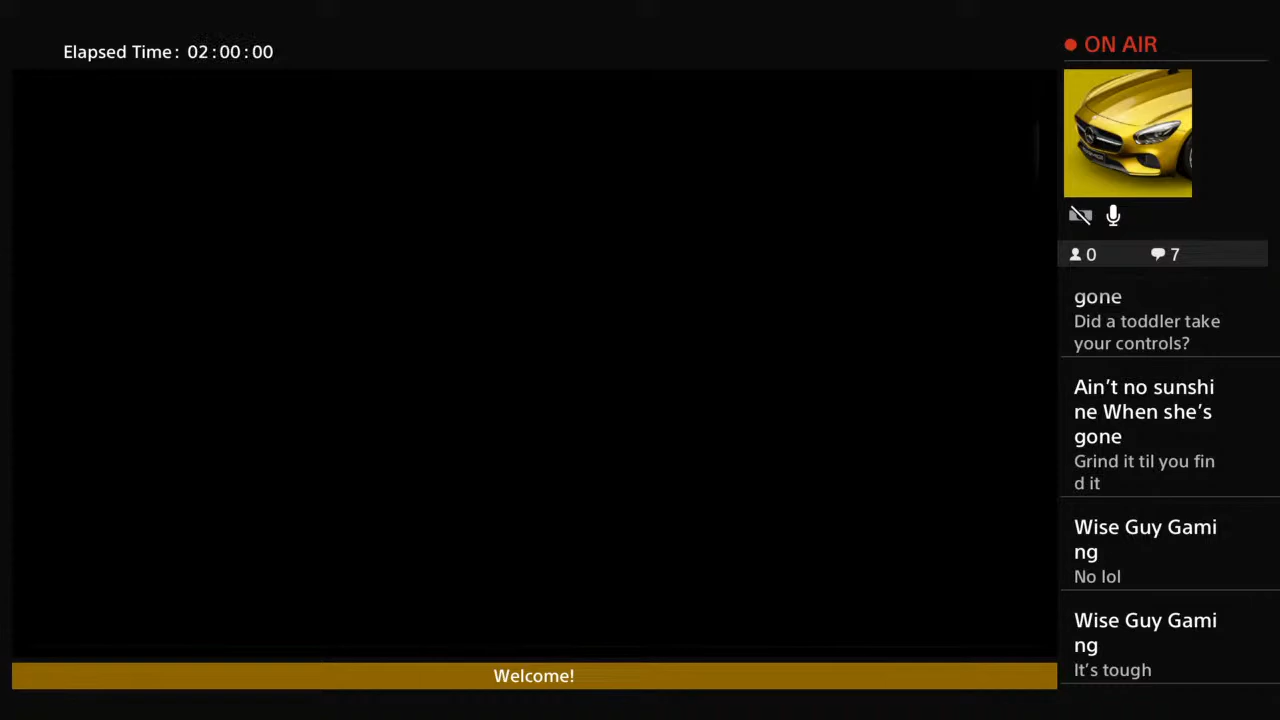 Elapsed Time: 02:00:00
ON AIR
0 7
gone
Did a toddler take
your controls?
Ain't no sunshi
ne When she's
gone
Grind it til you fin
d it
Wise Guy Gami
ng
No lol
Wise Guy Gami
ng
It's tough
Welcome!